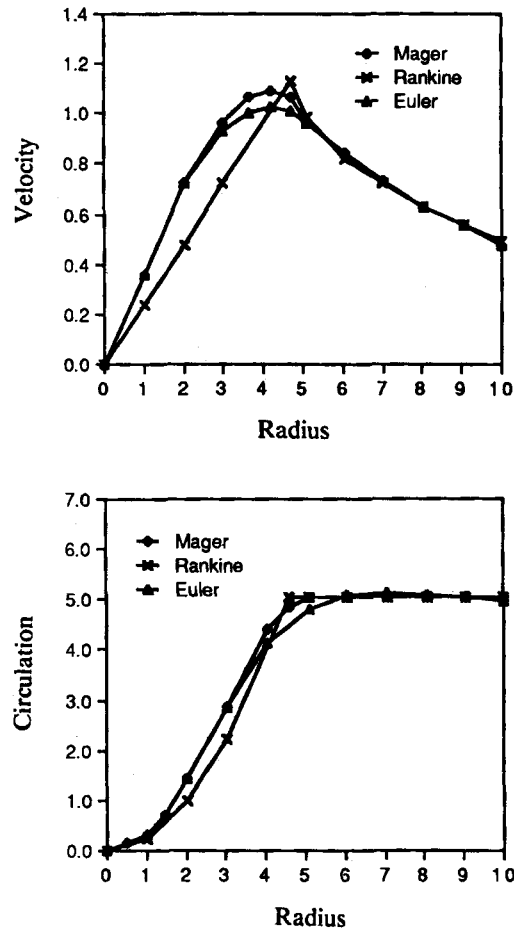 1.4
Mager
Rankine
Euler
1.2
1.0
0.8
0.6
0.4
0.2
0.0
Velocity
0 1 2 3 4 5 6 7 8 9 10
Radius
7.0
Mager
Rankine
Euler
6.0
5.0
4.0
3.0
2.0
1.0
0.0
Circulation
0 1 2 3 4 5 6 7 8 9 10
Radius